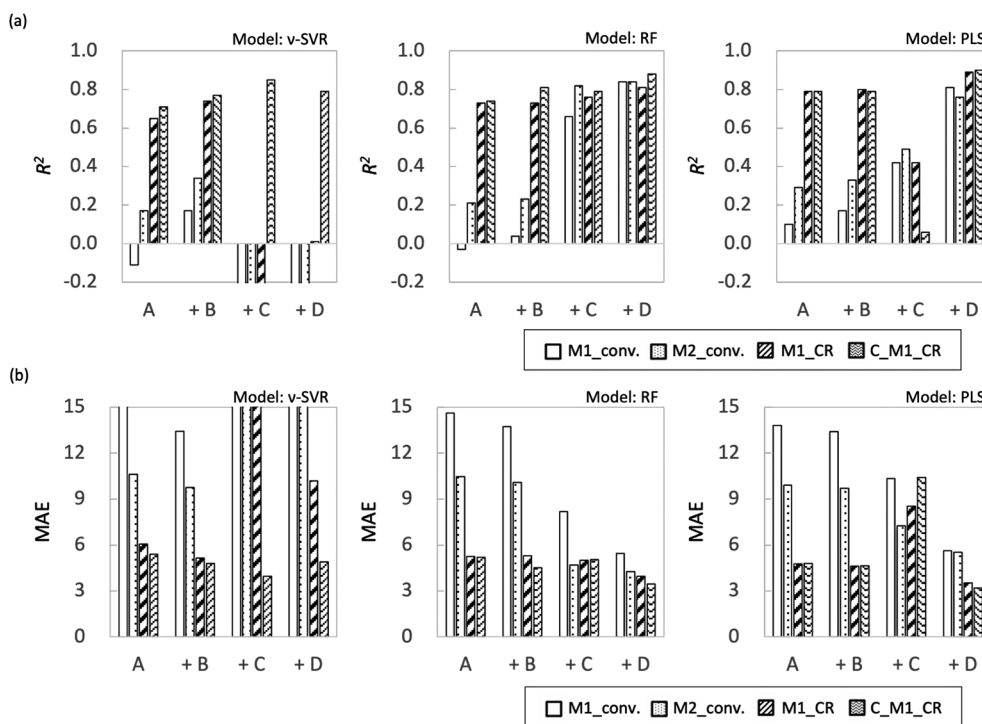 (a)
Model: ν-SVR
Model: RF
Model: PLS
R²
1.0
0.8
0.6
0.4
0.2
0.0
-0.2
A + B + C + D
R²
1.0
0.8
0.6
0.4
0.2
0.0
-0.2
A + B + C + D
R²
1.0
0.8
0.6
0.4
0.2
0.0
-0.2
A + B + C + D
M1_conv. M2_conv. M1_CR C_M1_CR
(b)
Model: ν-SVR
Model: RF
Model: PLS
MAE
15
12
9
6
3
0
A + B + C + D
MAE
15
12
9
6
3
0
A + B + C + D
MAE
15
12
9
6
3
0
A + B + C + D
M1_conv. M2_conv. M1_CR C_M1_CR